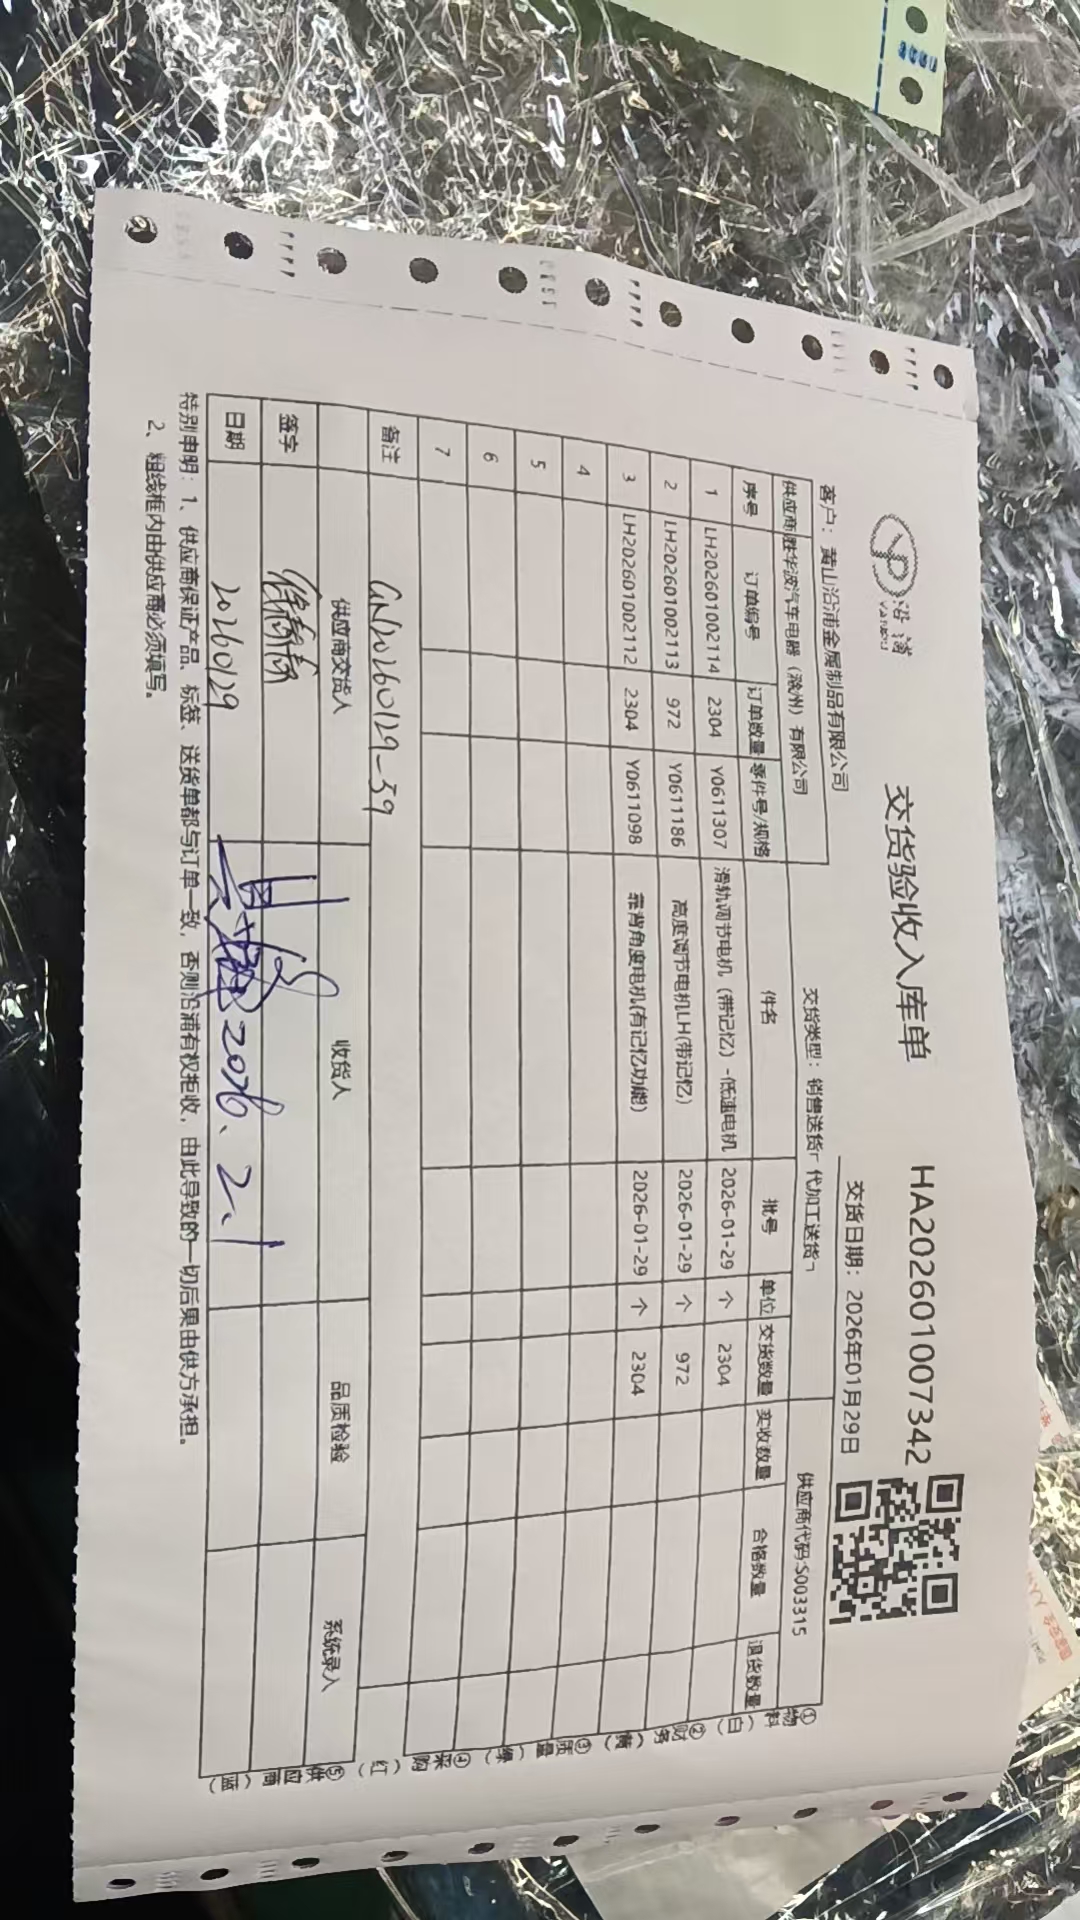 沿浦
YANPU
交货验收入库单
HA202601007342
客户：黄山沿浦金属制品有限公司
交货日期：2026年01月29日
供应商 胜华波汽车电器（滁州）有限公司 交货类型：销售送货┌ 代加工送货┐ 供应商代码:S003315
序号 订单编号 订单数量 零件号/规格 件名 批号 单位 交货数量 实收数量 合格数量 退货数量
1 LH202601002114 2304 Y0611307 滑轨调节电机（带记忆）-低速电机 2026-01-29 个 2304
2 LH202601002113 972 Y0611186 高度调节电机LH(带记忆) 2026-01-29 个 972
3 LH202601002112 2304 Y0611098 靠背角度电机(有记忆功能) 2026-01-29 个 2304
4
5
6
7
备注 GN20260129-59
供应商交货人 收货人 品质检验 系统录入
签字
日期 20260129 2026、2、1
特别申明：1、供应商保证产品、标签、送货单都与订单一致，否则沿浦有权拒收，由此导致的一切后果由供方承担。
2、粗线框内由供应商必须填写。
①物料（白）②财务（黄）③质量（绿）④采购（红）⑤供应商（蓝）